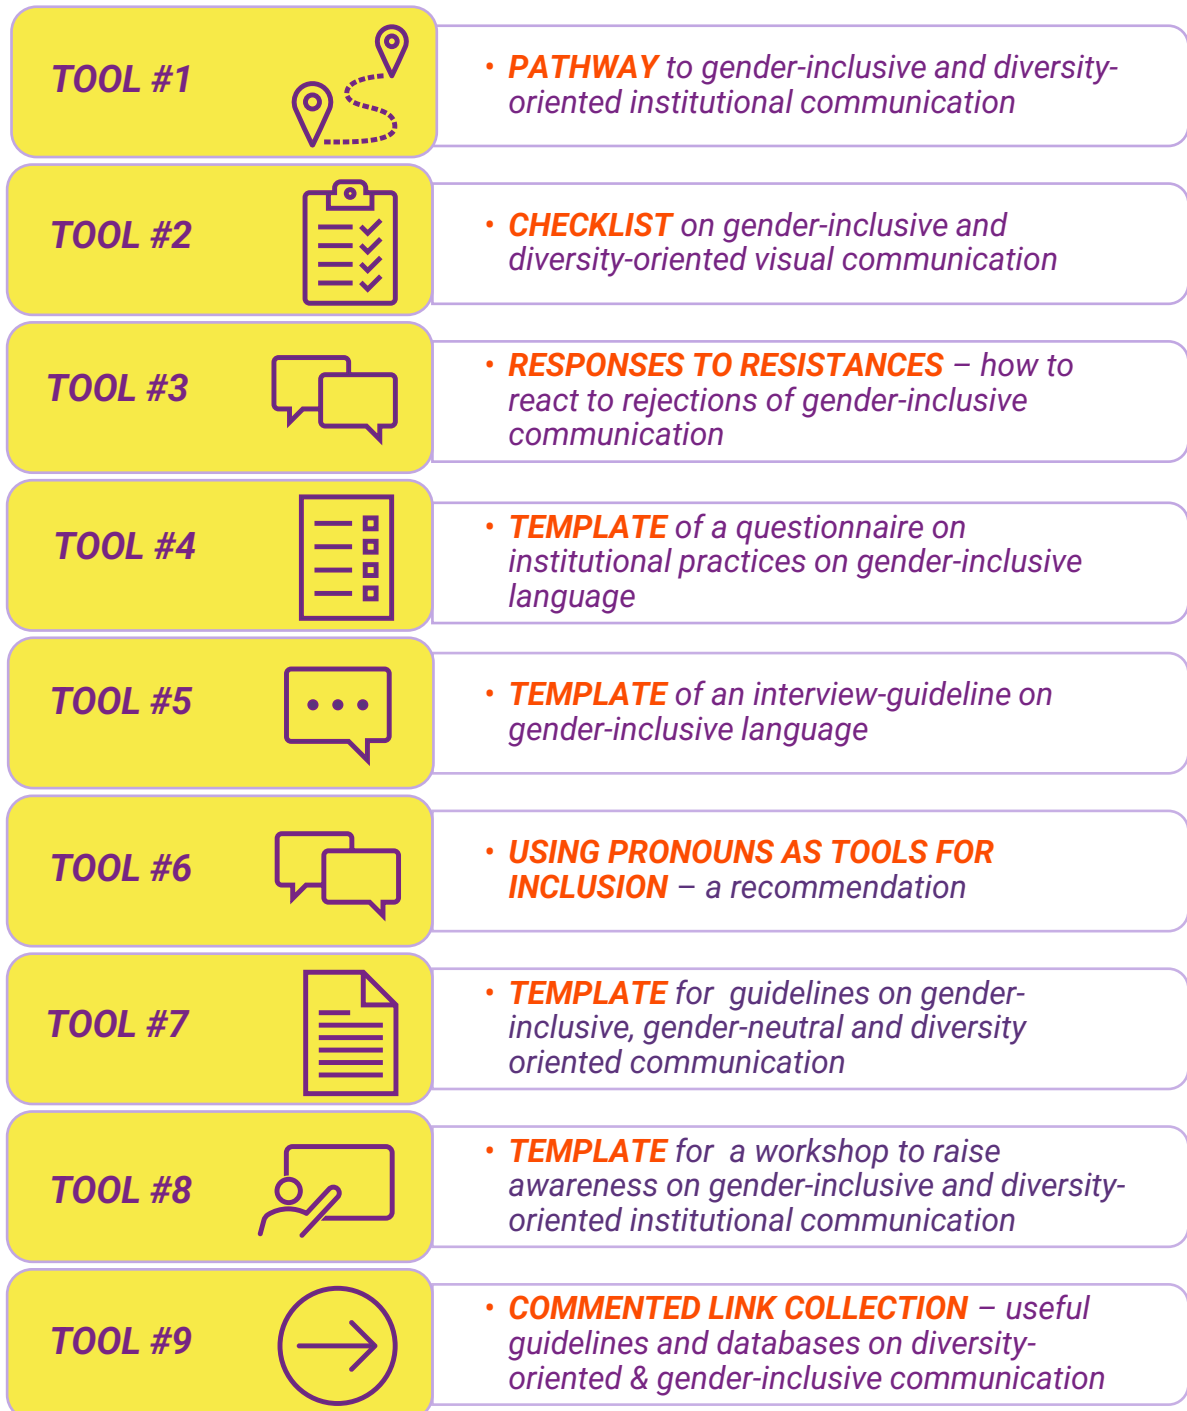 TOOL #1
• PATHWAY to gender-inclusive and diversity-
oriented institutional communication
TOOL #2
• CHECKLIST on gender-inclusive and
diversity-oriented visual communication
TOOL #3
• RESPONSES TO RESISTANCES – how to
react to rejections of gender-inclusive
communication
TOOL #4
• TEMPLATE of a questionnaire on
institutional practices on gender-inclusive
language
TOOL #5
• TEMPLATE of an interview-guideline on
gender-inclusive language
TOOL #6
• USING PRONOUNS AS TOOLS FOR
INCLUSION – a recommendation
TOOL #7
• TEMPLATE for  guidelines on gender-
inclusive, gender-neutral and diversity
oriented communication
TOOL #8
• TEMPLATE for  a workshop to raise
awareness on gender-inclusive and diversity-
oriented institutional communication
TOOL #9
• COMMENTED LINK COLLECTION – useful
guidelines and databases on diversity-
oriented & gender-inclusive communication